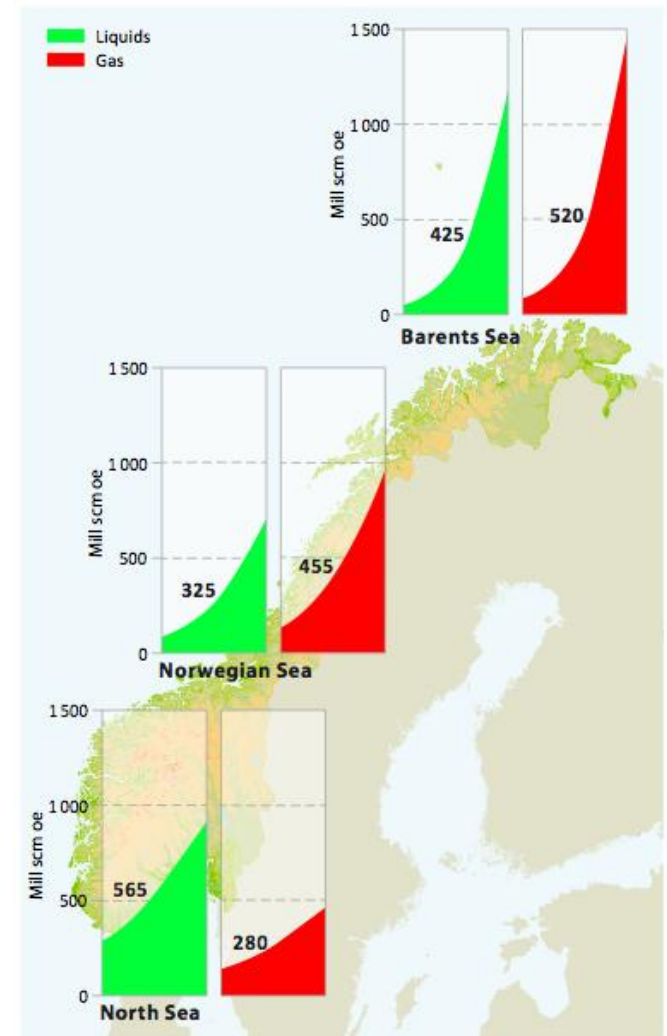 Liquids
Gas
Mill scm oe
1 500
1 000
500
0
425
520
Barents Sea
Mill scm oe
1 500
1 000
500
0
325
455
Norwegian Sea
Mill scm oe
1 500
1 000
500
0
565
280
North Sea